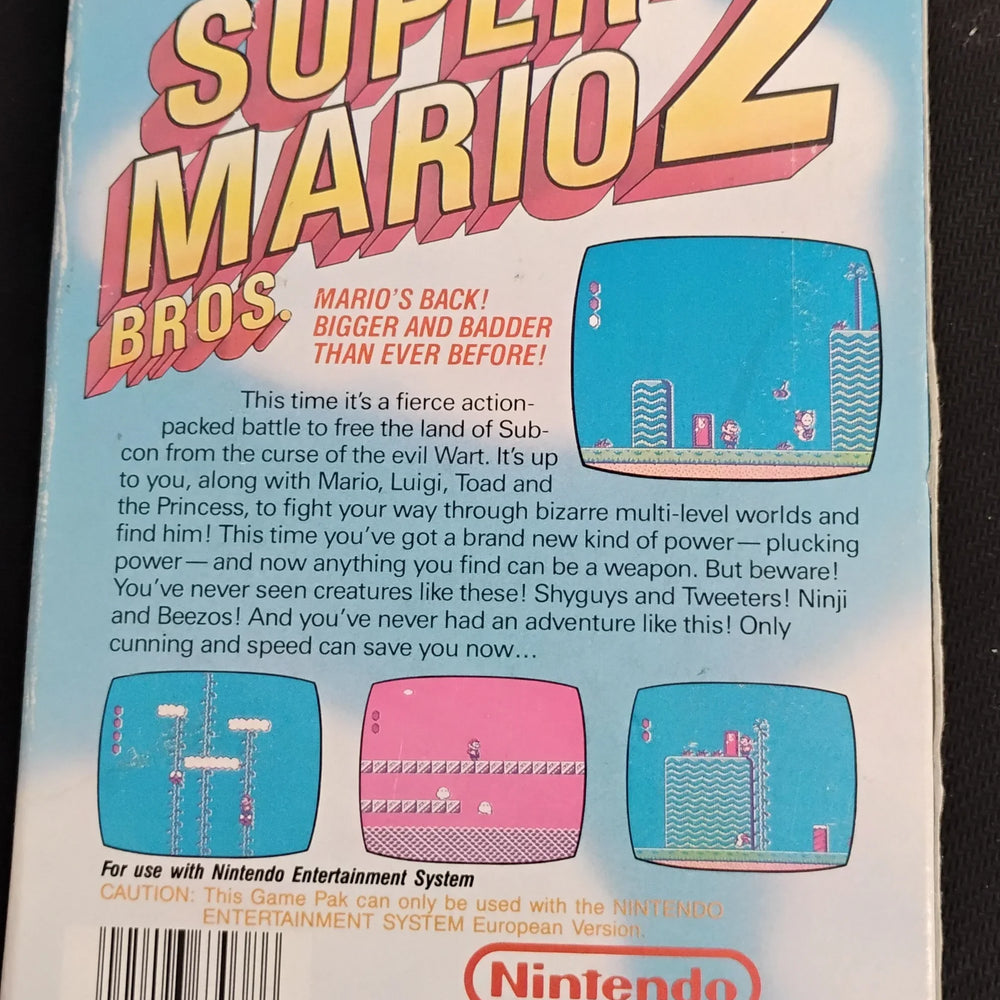 SUPER
MARIO 2
BROS.
MARIO'S BACK!
BIGGER AND BADDER
THAN EVER BEFORE!
This time it's a fierce action-
packed battle to free the land of Sub-
con from the curse of the evil Wart. It's up
to you, along with Mario, Luigi, Toad and
the Princess, to fight your way through bizarre multi-level worlds and
find him! This time you've got a brand new kind of power—plucking
power—and now anything you find can be a weapon. But beware!
You've never seen creatures like these! Shyguys and Tweeters! Ninji
and Beezos! And you've never had an adventure like this! Only
cunning and speed can save you now...
For use with Nintendo Entertainment System
CAUTION: This Game Pak can only be used with the NINTENDO
ENTERTAINMENT SYSTEM European Version.
Nintendo